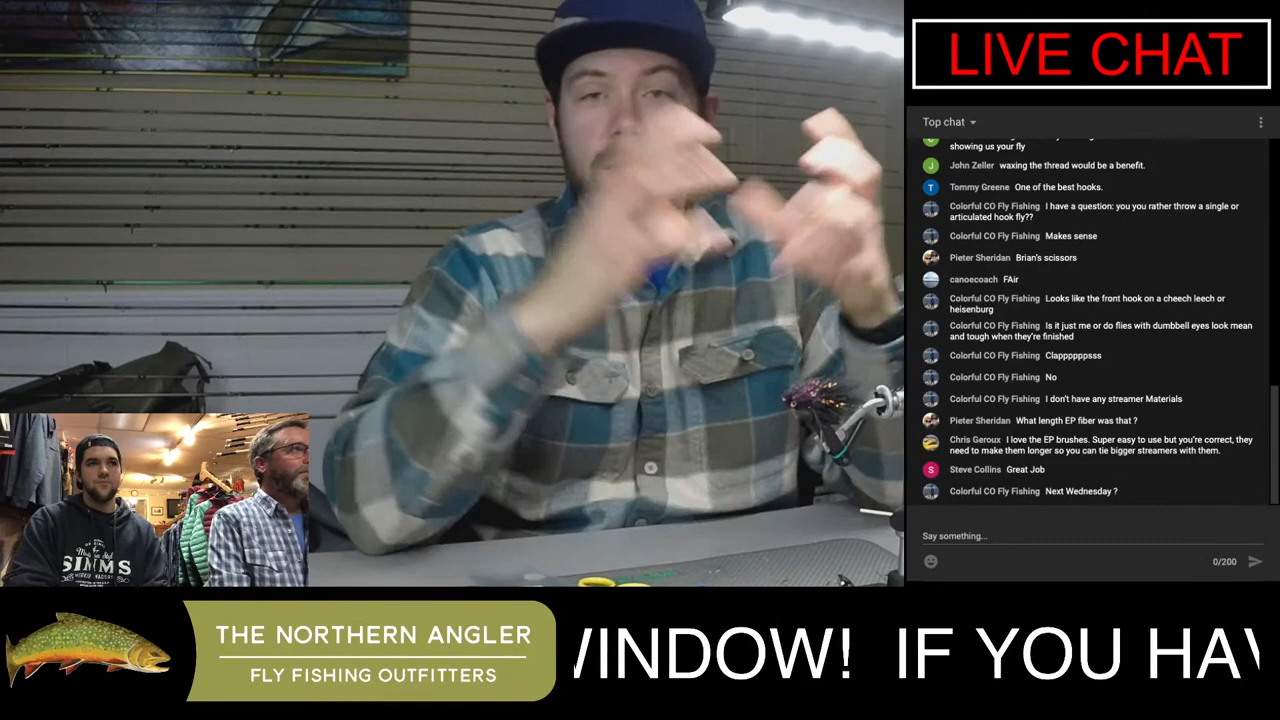 LIVE CHAT
Top chat
showing us your fly
J John Zeller waxing the thread would be a benefit.
T Tommy Greene One of the best hooks.
Colorful CO Fly Fishing I have a question: you you rather throw a single or
articulated hook fly??
Colorful CO Fly Fishing Makes sense
Pieter Sheridan Brian's scissors
canoecoach FAir
Colorful CO Fly Fishing Looks like the front hook on a cheech leech or
heisenburg
Colorful CO Fly Fishing Is it just me or do flies with dumbbell eyes look mean
and tough when they're finished
Colorful CO Fly Fishing Clappppppsss
Colorful CO Fly Fishing No
Colorful CO Fly Fishing I don't have any streamer Materials
Pieter Sheridan What length EP fiber was that ?
Chris Geroux I love the EP brushes. Super easy to use but you're correct, they
need to make them longer so you can tie bigger streamers with them.
S Steve Collins Great Job
Colorful CO Fly Fishing Next Wednesday ?
Say something...
0/200
SIMMS
THE NORTHERN ANGLER
FLY FISHING OUTFITTERS
WINDOW! IF YOU HAV